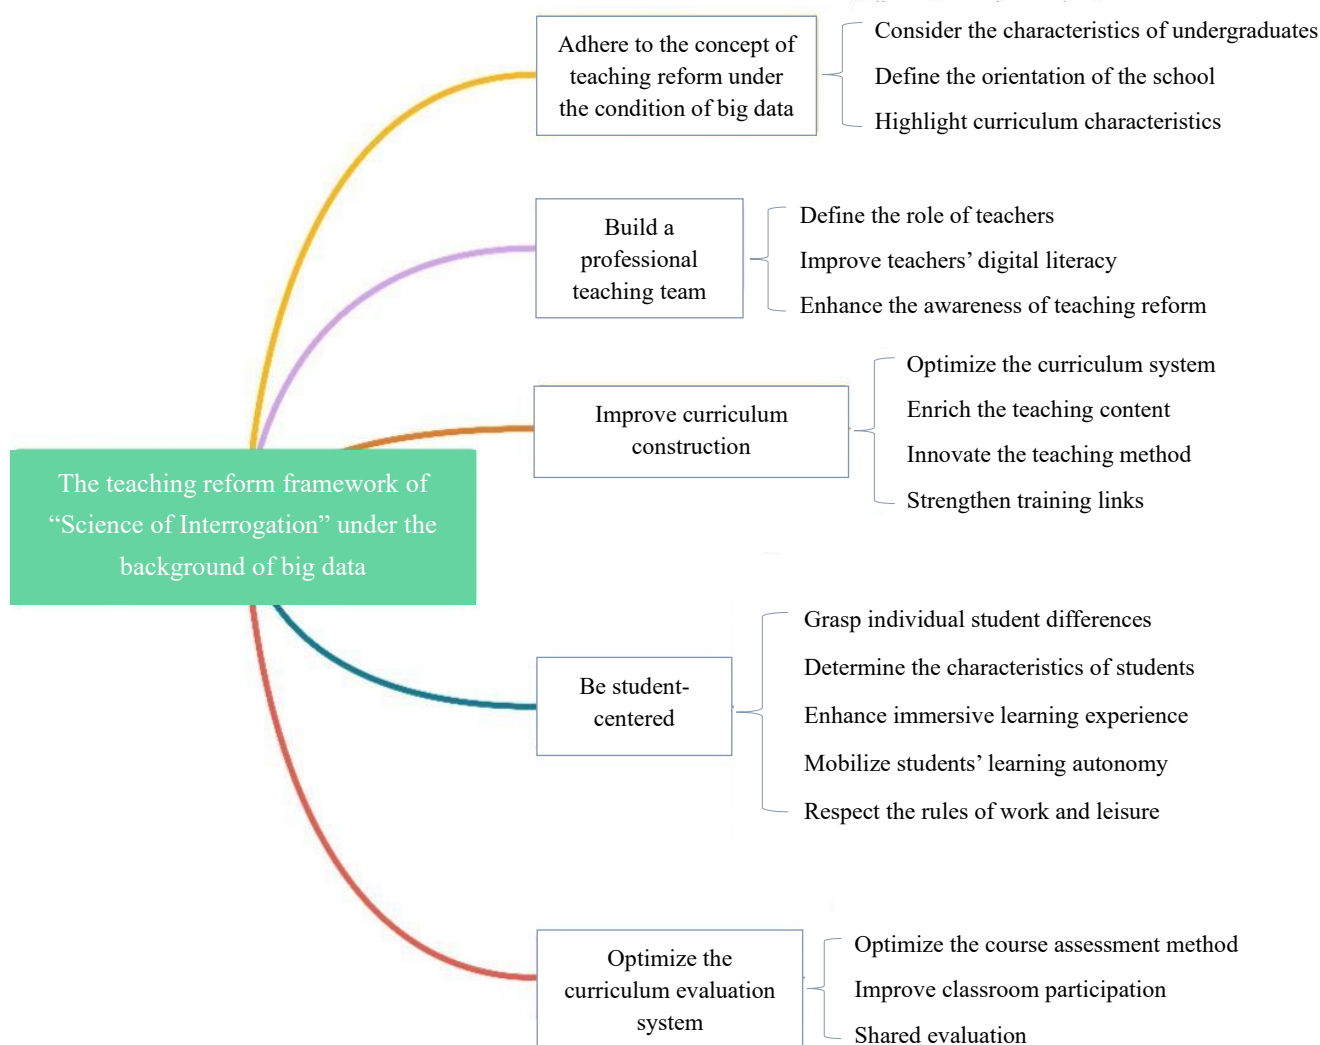 Adhere to the concept of
teaching reform under
the condition of big data
Consider the characteristics of undergraduates
Define the orientation of the school
Highlight curriculum characteristics
Build a
professional
teaching team
Define the role of teachers
Improve teachers’ digital literacy
Enhance the awareness of teaching reform
Improve curriculum
construction
Optimize the curriculum system
Enrich the teaching content
Innovate the teaching method
Strengthen training links
The teaching reform framework of
“Science of Interrogation” under the
background of big data
Be student-
centered
Grasp individual student differences
Determine the characteristics of students
Enhance immersive learning experience
Mobilize students’ learning autonomy
Respect the rules of work and leisure
Optimize the
curriculum evaluation
system
Optimize the course assessment method
Improve classroom participation
Shared evaluation